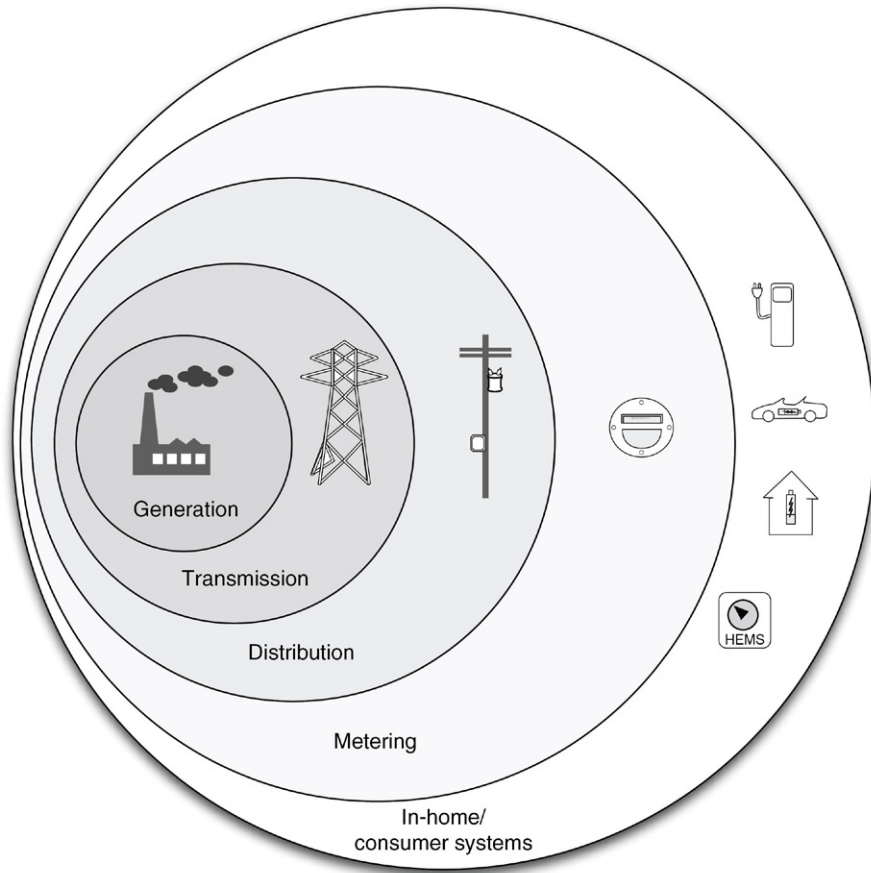 Generation
Transmission
Distribution
Metering
HEMS
In-home/
consumer systems